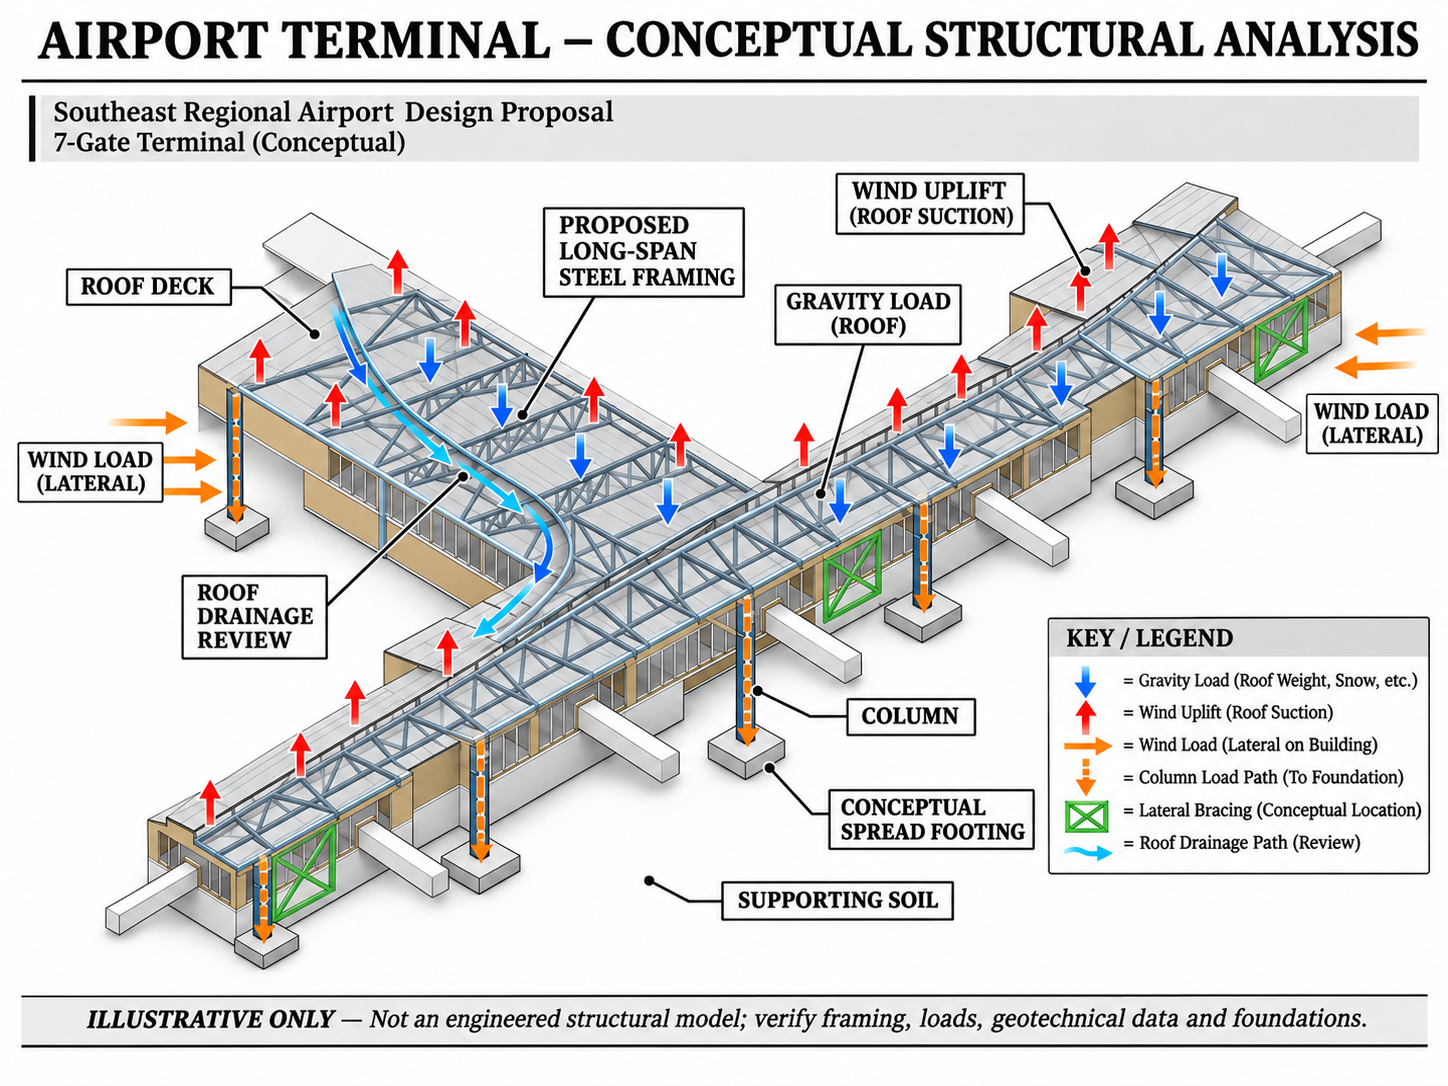 AIRPORT TERMINAL – CONCEPTUAL STRUCTURAL ANALYSIS
Southeast Regional Airport Design Proposal
7-Gate Terminal (Conceptual)
WIND UPLIFT
(ROOF SUCTION)
PROPOSED
LONG-SPAN
STEEL FRAMING
ROOF DECK
GRAVITY LOAD
(ROOF)
WIND LOAD
(LATERAL)
WIND LOAD
(LATERAL)
ROOF
DRAINAGE
REVIEW
COLUMN
CONCEPTUAL
SPREAD FOOTING
SUPPORTING SOIL
KEY / LEGEND
= Gravity Load (Roof Weight, Snow, etc.)
= Wind Uplift (Roof Suction)
= Wind Load (Lateral on Building)
= Column Load Path (To Foundation)
= Lateral Bracing (Conceptual Location)
= Roof Drainage Path (Review)
ILLUSTRATIVE ONLY — Not an engineered structural model; verify framing, loads, geotechnical data and foundations.